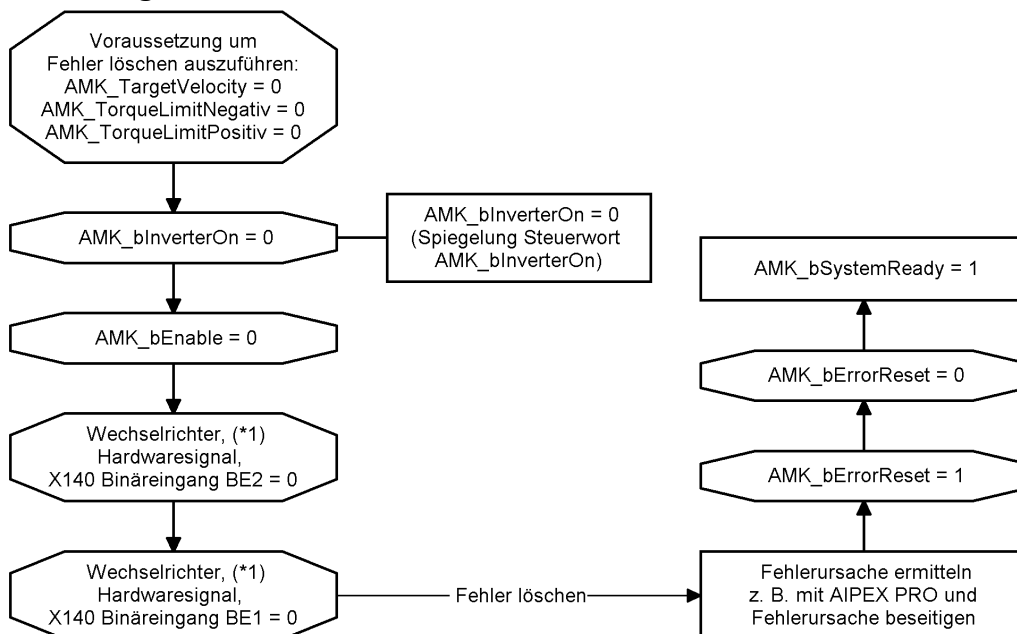 Voraussetzung um
Fehler löschen auszuführen:
AMK_TargetVelocity = 0
AMK_TorqueLimitNegativ = 0
AMK_TorqueLimitPositiv = 0
AMK_bInverterOn = 0
AMK_bInverterOn = 0
(Spiegelung Steuerwort
AMK_bInverterOn)
AMK_bEnable = 0
Wechselrichter, (*1)
Hardwaresignal,
X140 Binäreingang BE2 = 0
Wechselrichter, (*1)
Hardwaresignal,
X140 Binäreingang BE1 = 0
Fehler löschen
Fehlerursache ermitteln
z. B. mit AIPEX PRO und
Fehlerursache beseitigen
AMK_bErrorReset = 1
AMK_bErrorReset = 0
AMK_bSystemReady = 1